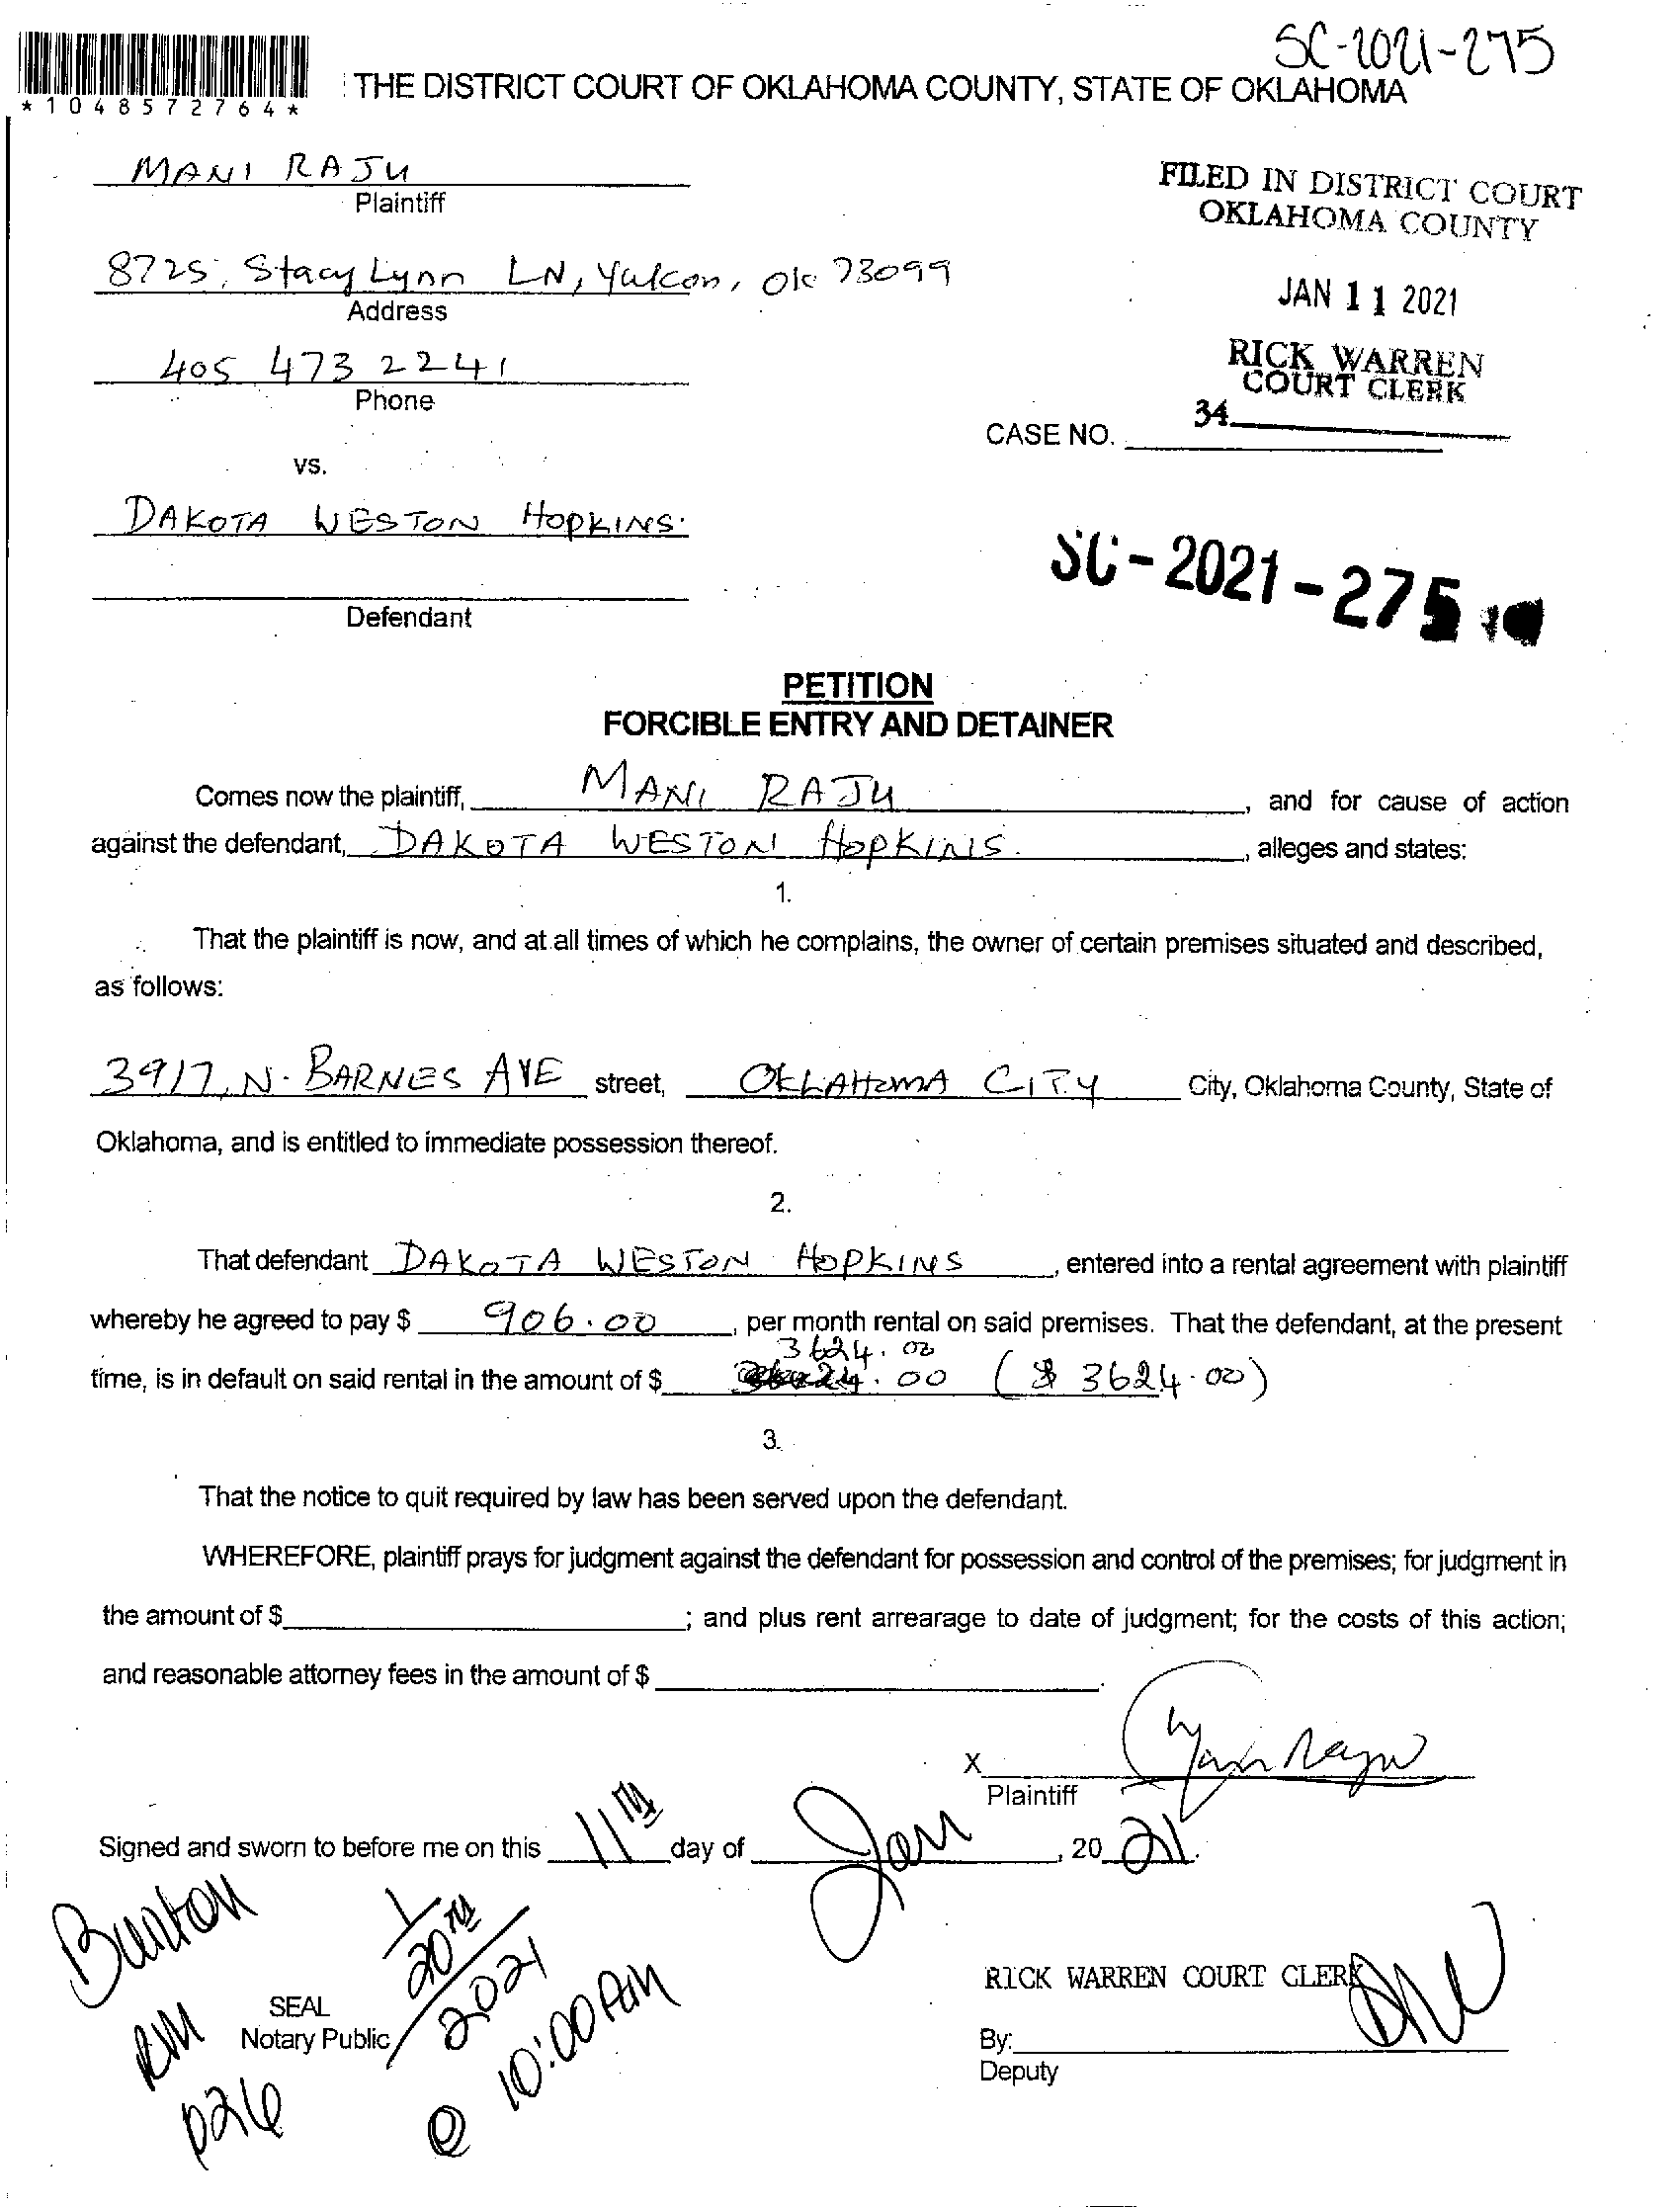 SC-2021-275
*1048572764*
THE DISTRICT COURT OF OKLAHOMA COUNTY, STATE OF OKLAHOMA
MANI RAJU
Plaintiff
FILED IN DISTRICT COURT
OKLAHOMA COUNTY
8725, Stacy Lynn LN, Yukon, OK 73099
Address
JAN 11 2021
405 473 2241
Phone
RICK WARREN
COURT CLERK
34
CASE NO.
vs.
DAKOTA WESTON HOPKINS.
Defendant
SC-2021-275
PETITION
FORCIBLE ENTRY AND DETAINER
Comes now the plaintiff, MANI RAJU, and for cause of action
against the defendant, DAKOTA WESTON HOPKINS., alleges and states:
1.
That the plaintiff is now, and at all times of which he complains, the owner of certain premises situated and described,
as follows:
3917, N. BARNES AVE street, OKLAHOMA CITY City, Oklahoma County, State of
Oklahoma, and is entitled to immediate possession thereof.
2.
That defendant DAKOTA WESTON HOPKINS, entered into a rental agreement with plaintiff
whereby he agreed to pay $ 906.00, per month rental on said premises. That the defendant, at the present
3624.00
time, is in default on said rental in the amount of $ .00 ($ 3624.00)
3.
That the notice to quit required by law has been served upon the defendant.
WHEREFORE, plaintiff prays for judgment against the defendant for possession and control of the premises; for judgment in
the amount of $ ; and plus rent arrearage to date of judgment; for the costs of this action;
and reasonable attorney fees in the amount of $ .
X Mani Raju
Plaintiff
Signed and sworn to before me on this 11TH day of Jan, 20 21.
Burton
RM
226
1/20TH/2021
@ 10:00 AM
SEAL
Notary Public
RICK WARREN COURT CLERK
By:
Deputy